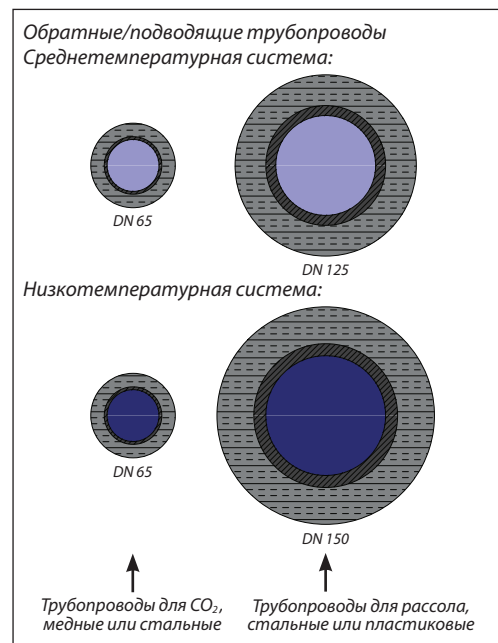 Обратные/подводящие трубопроводы
Среднетемпературная система:
DN 65
DN 125
Низкотемпературная система:
DN 65
DN 150
Трубопроводы для CO₂,
медные или стальные
Трубопроводы для рассола,
стальные или пластиковые